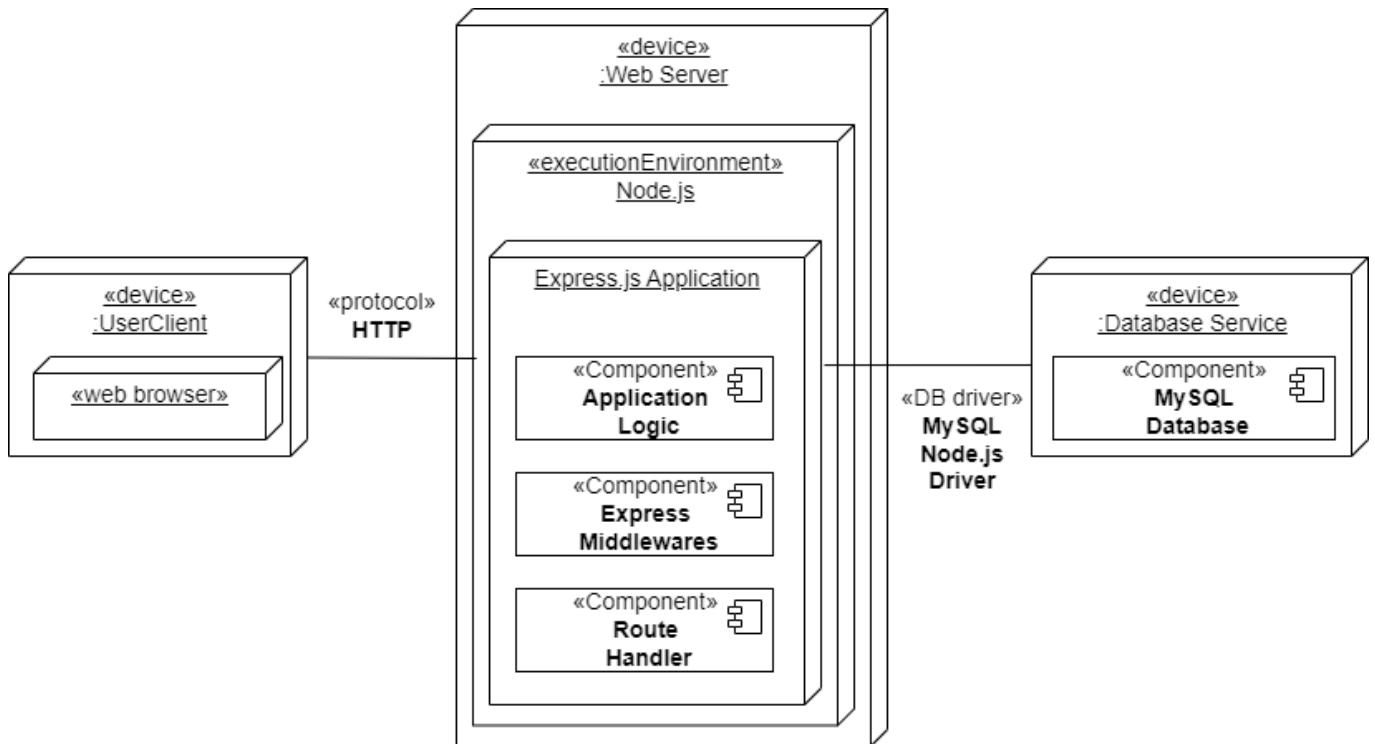 «device»
:Web Server
«executionEnvironment»
Node.js
Express.js Application
«Component»
Application
Logic
«Component»
Express
Middlewares
«Component»
Route
Handler
«device»
:UserClient
«web browser»
«protocol»
HTTP
«DB driver»
MySQL
Node.js
Driver
«device»
:Database Service
«Component»
MySQL
Database